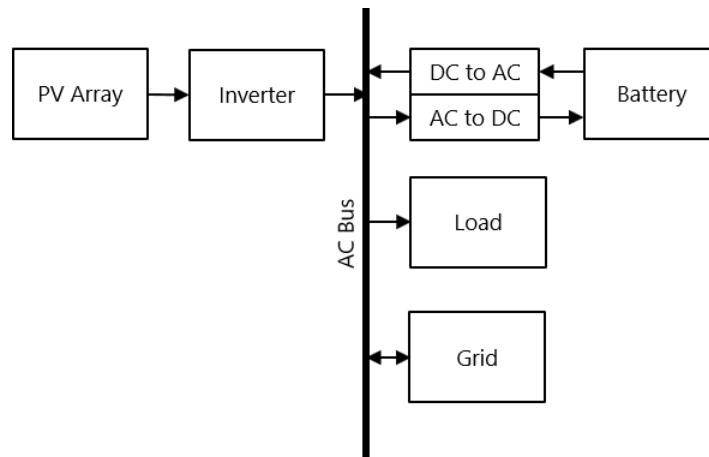 PV Array
Inverter
DC to AC
AC to DC
Battery
AC Bus
Load
Grid